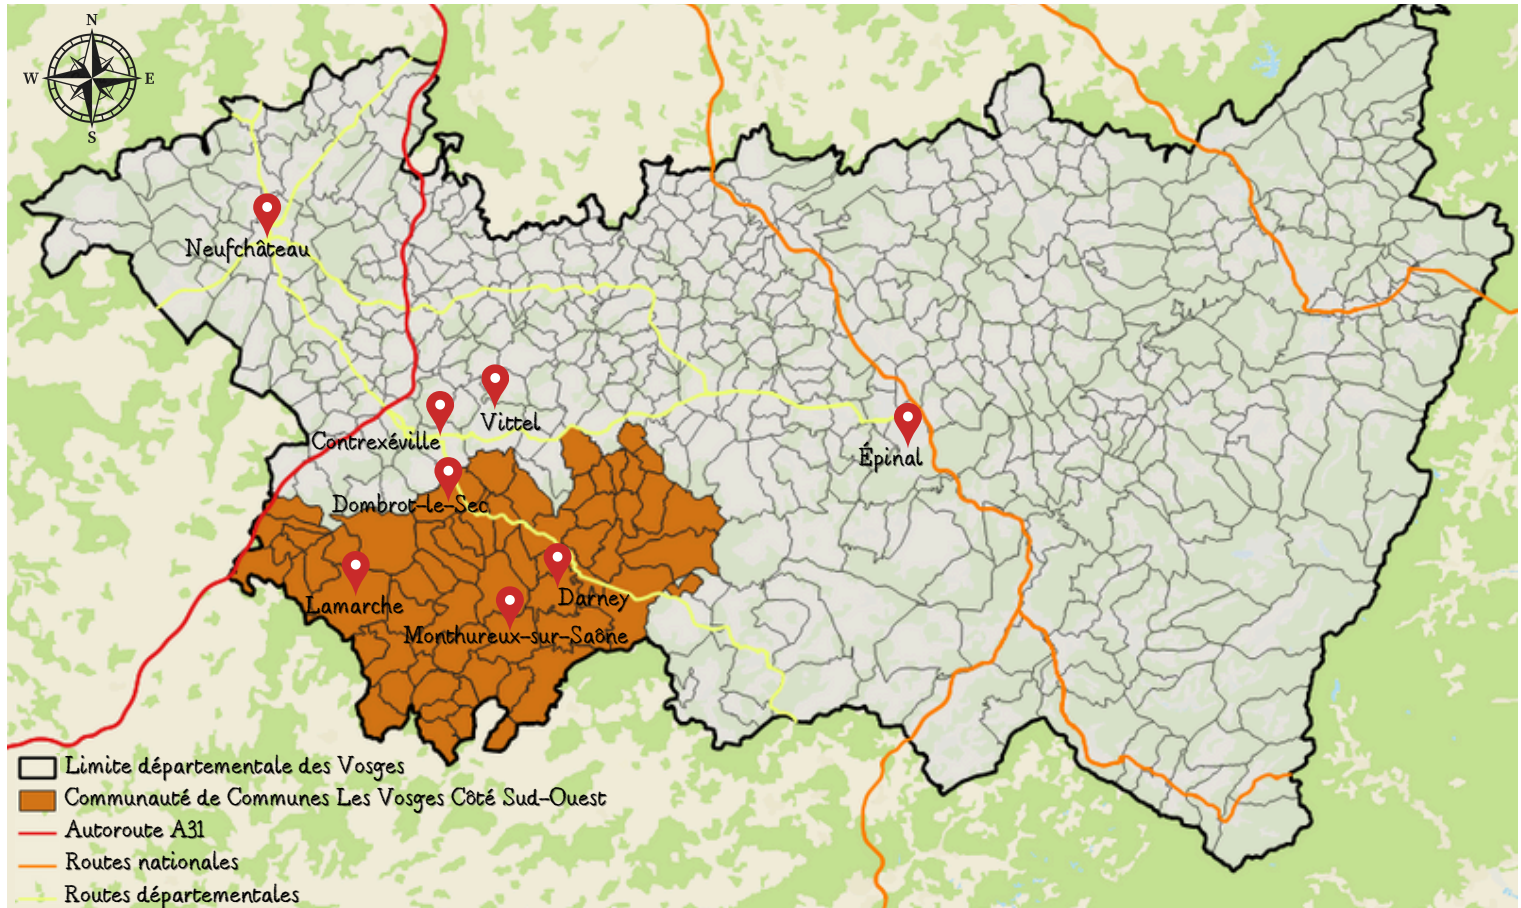 N
W E
S
Neufchâteau
Vittel
Contrexéville
Épinal
Dombrot-le-Sec
Darney
Lamarche
Monthureux-sur-Saône
Limite départementale des Vosges
Communauté de Communes Les Vosges Côté Sud-Ouest
Autoroute A31
Routes nationales
Routes départementales